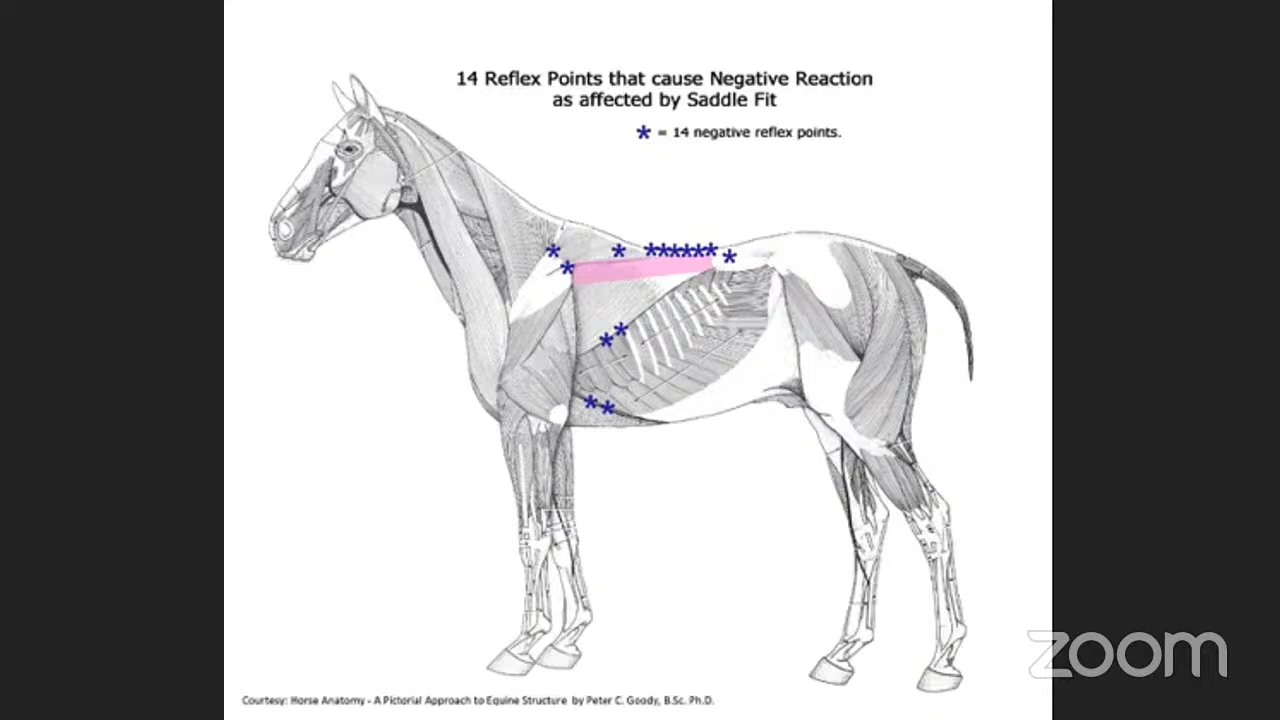 14 Reflex Points that cause Negative Reaction
as affected by Saddle Fit
* = 14 negative reflex points.
Courtesy: Horse Anatomy - A Pictorial Approach to Equine Structure by Peter C. Goody, B.Sc. Ph.D.
zoom